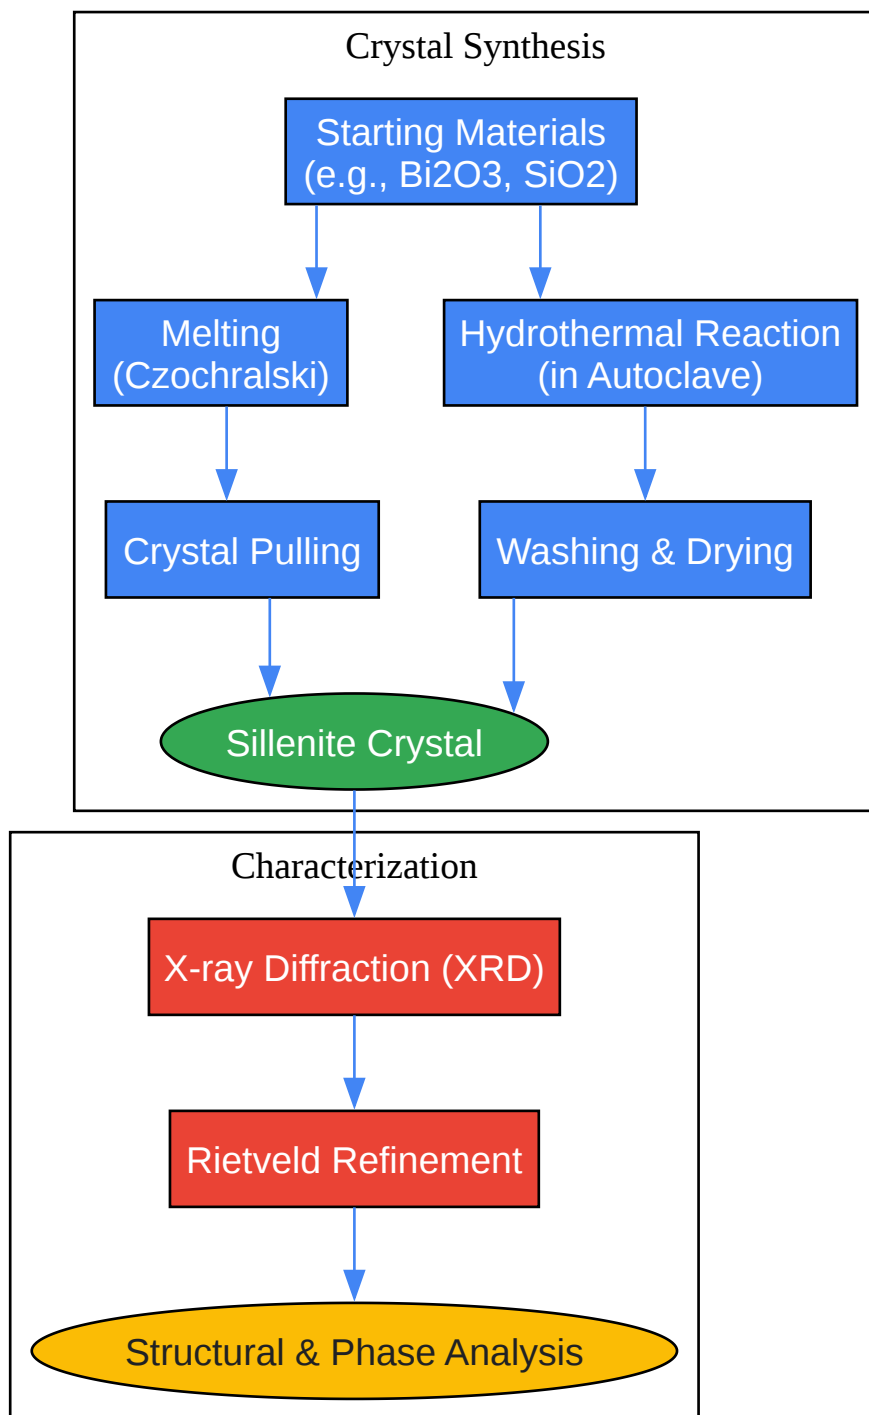 Crystal Synthesis
Starting Materials
(e.g., Bi2O3, SiO2)
Melting
(Czochralski)
Hydrothermal Reaction
(in Autoclave)
Crystal Pulling
Washing & Drying
Sillenite Crystal
Characterization
X-ray Diffraction (XRD)
Rietveld Refinement
Structural & Phase Analysis